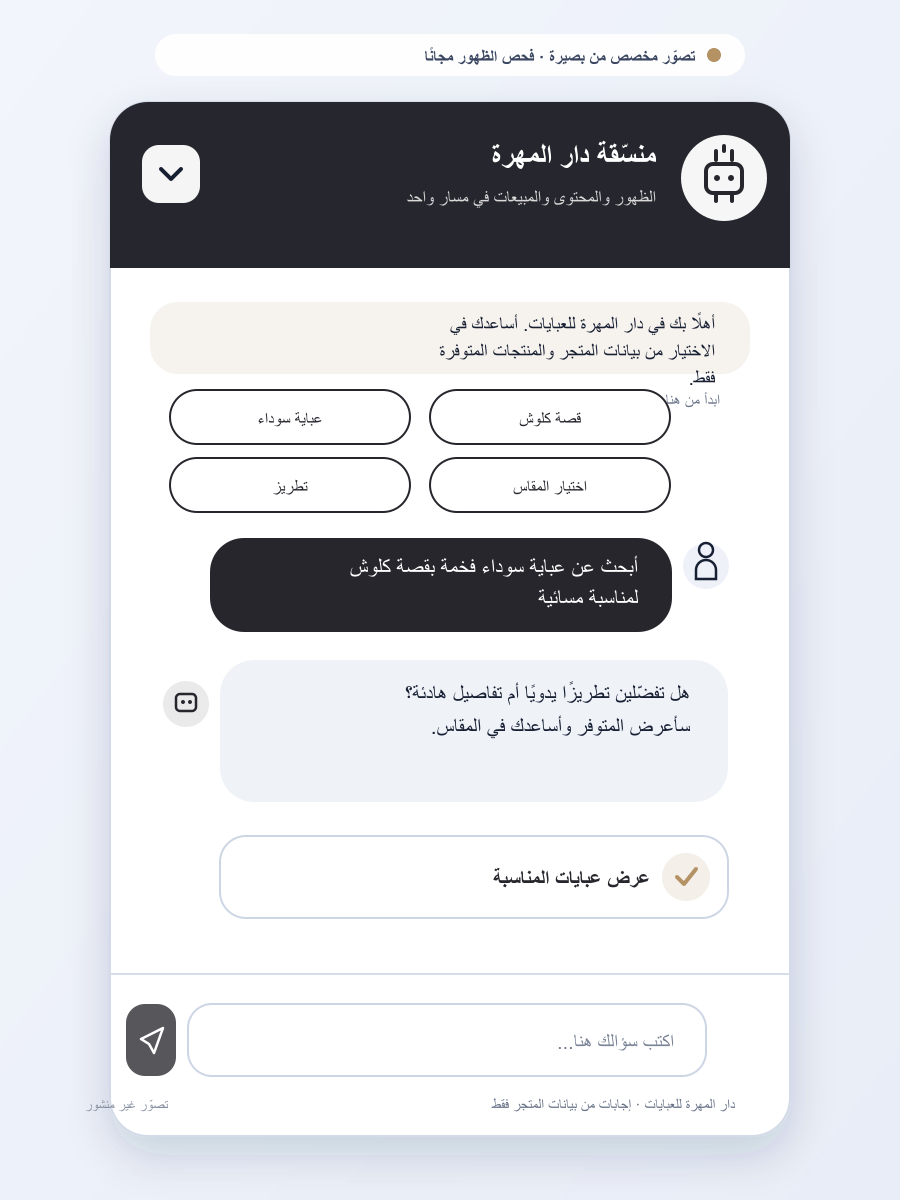 تصوّر مخصص من بصيرة · فحص الظهور مجانًا
منسّقة دار المهرة
الظهور والمحتوى والمبيعات في مسار واحد
أهلًا بك في دار المهرة للعبايات. أساعدك في
الاختيار من بيانات المتجر والمنتجات المتوفرة
فقط.
ابدأ من هنا
قصة كلوش
عباية سوداء
اختيار المقاس
تطريز
أبحث عن عباية سوداء فخمة بقصة كلوش
لمناسبة مسائية
هل تفضّلين تطريزًا يدويًا أم تفاصيل هادئة؟
سأعرض المتوفر وأساعدك في المقاس.
عرض عبايات المناسبة
اكتب سؤالك هنا...
دار المهرة للعبايات · إجابات من بيانات المتجر فقط
تصوّر غير منشور